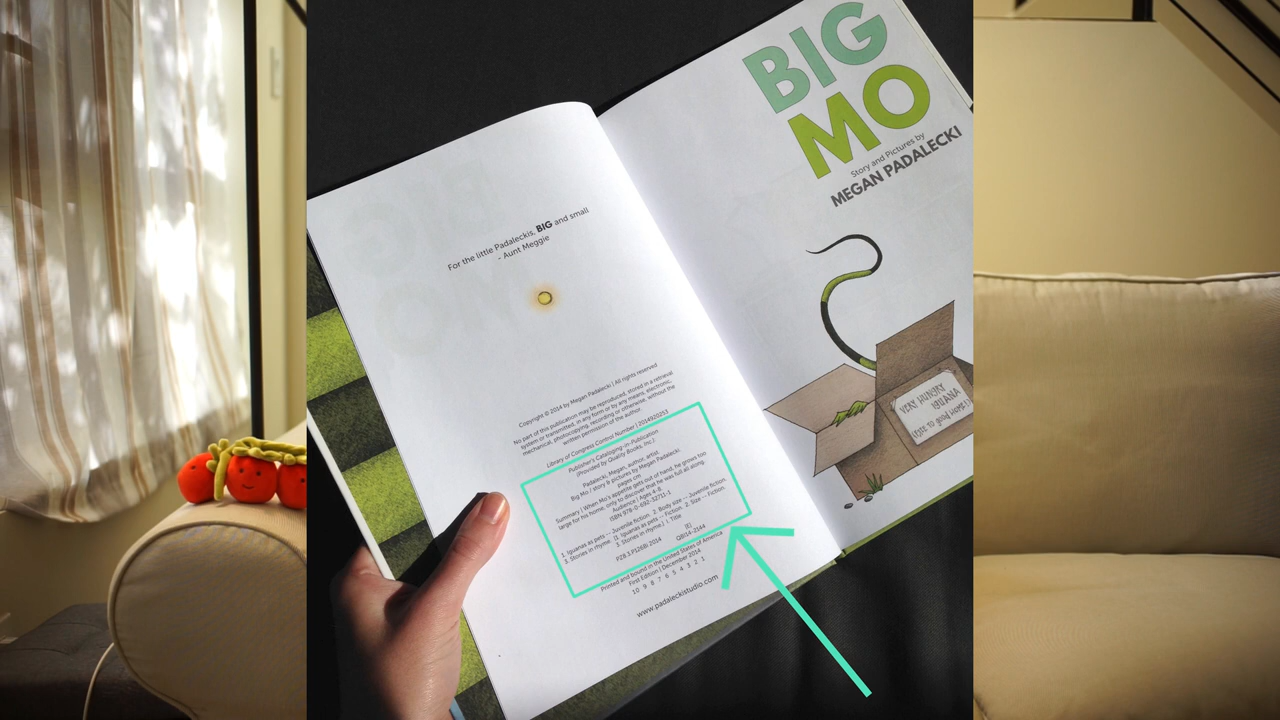 For the little Padaleckis, BIG and small
- Aunt Meggie
Copyright © 2014 by Megan Padalecki | All rights reserved
No part of this publication may be reproduced, stored in a retrieval
system or transmitted, in any form or by any means, electronic,
mechanical, photocopying, recording or otherwise, without the
written permission of the author.
Library of Congress Control Number | 2014920253
Publisher's Cataloging-in-Publication
(Provided by Quality Books, Inc.)
Padalecki, Megan, author, artist.
Big Mo / story & pictures by Megan Padalecki.
pages cm
Summary | When Mo's appetite gets out of hand, he grows too
large for his home, only to discover that he was full all along.
Audience | Ages 4-8.
ISBN 978-0-692-32711-1
1. Iguanas as pets -- Juvenile fiction. 2. Body size -- Juvenile fiction.
3. Stories in rhyme. [1. Iguanas as pets -- Fiction. 2. Size -- Fiction.
3. Stories in rhyme.] I. Title
PZ8.3.P1268Bi 2014 [E] QBI14-2144
Printed and bound in the United States of America
First Edition | December 2014
10 9 8 7 6 5 4 3 2 1
www.padaleckistudio.com
BIG
MO
Story and Pictures by
MEGAN PADALECKI
VERY HUNGRY
IGUANA
(free to good home!)